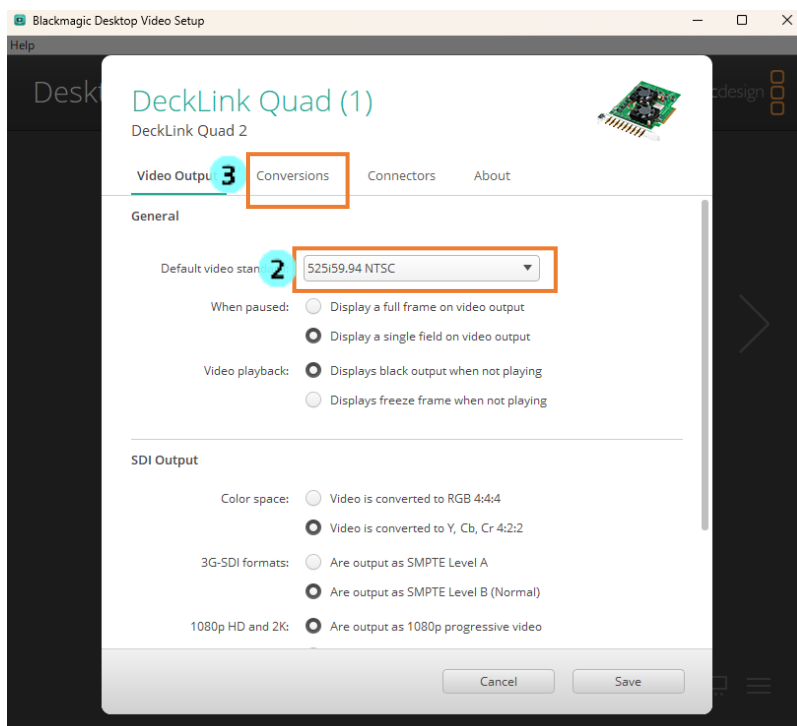 Blackmagic Desktop Video Setup
Help
DeckLink Quad (1)
DeckLink Quad 2
Video Outpu 3 Conversions Connectors About
General
Default video stan 2 525i59.94 NTSC
When paused: Display a full frame on video output
Display a single field on video output
Video playback: Displays black output when not playing
Displays freeze frame when not playing
SDI Output
Color space: Video is converted to RGB 4:4:4
Video is converted to Y, Cb, Cr 4:2:2
3G-SDI formats: Are output as SMPTE Level A
Are output as SMPTE Level B (Normal)
1080p HD and 2K: Are output as 1080p progressive video
Cancel Save